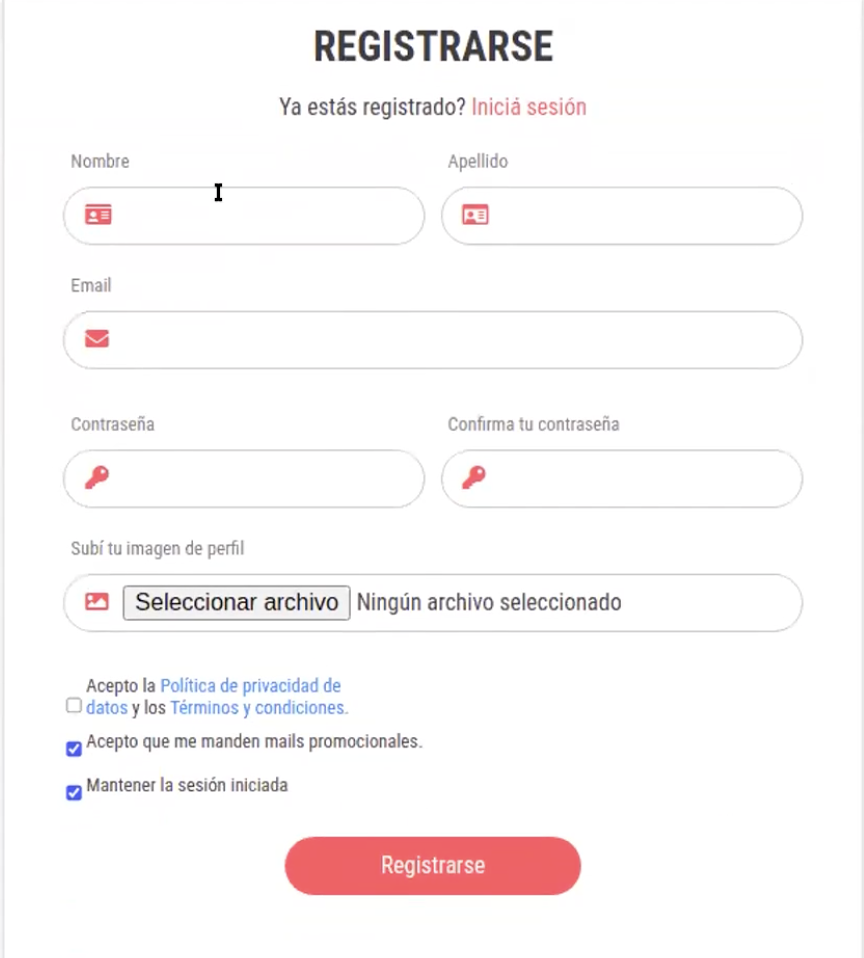 REGISTRARSE
Ya estás registrado? Iniciá sesión
Nombre
Apellido
Email
Contraseña
Confirma tu contraseña
Subí tu imagen de perfil
Seleccionar archivo Ningún archivo seleccionado
Acepto la Política de privacidad de
datos y los Términos y condiciones.
Acepto que me manden mails promocionales.
Mantener la sesión iniciada
Registrarse